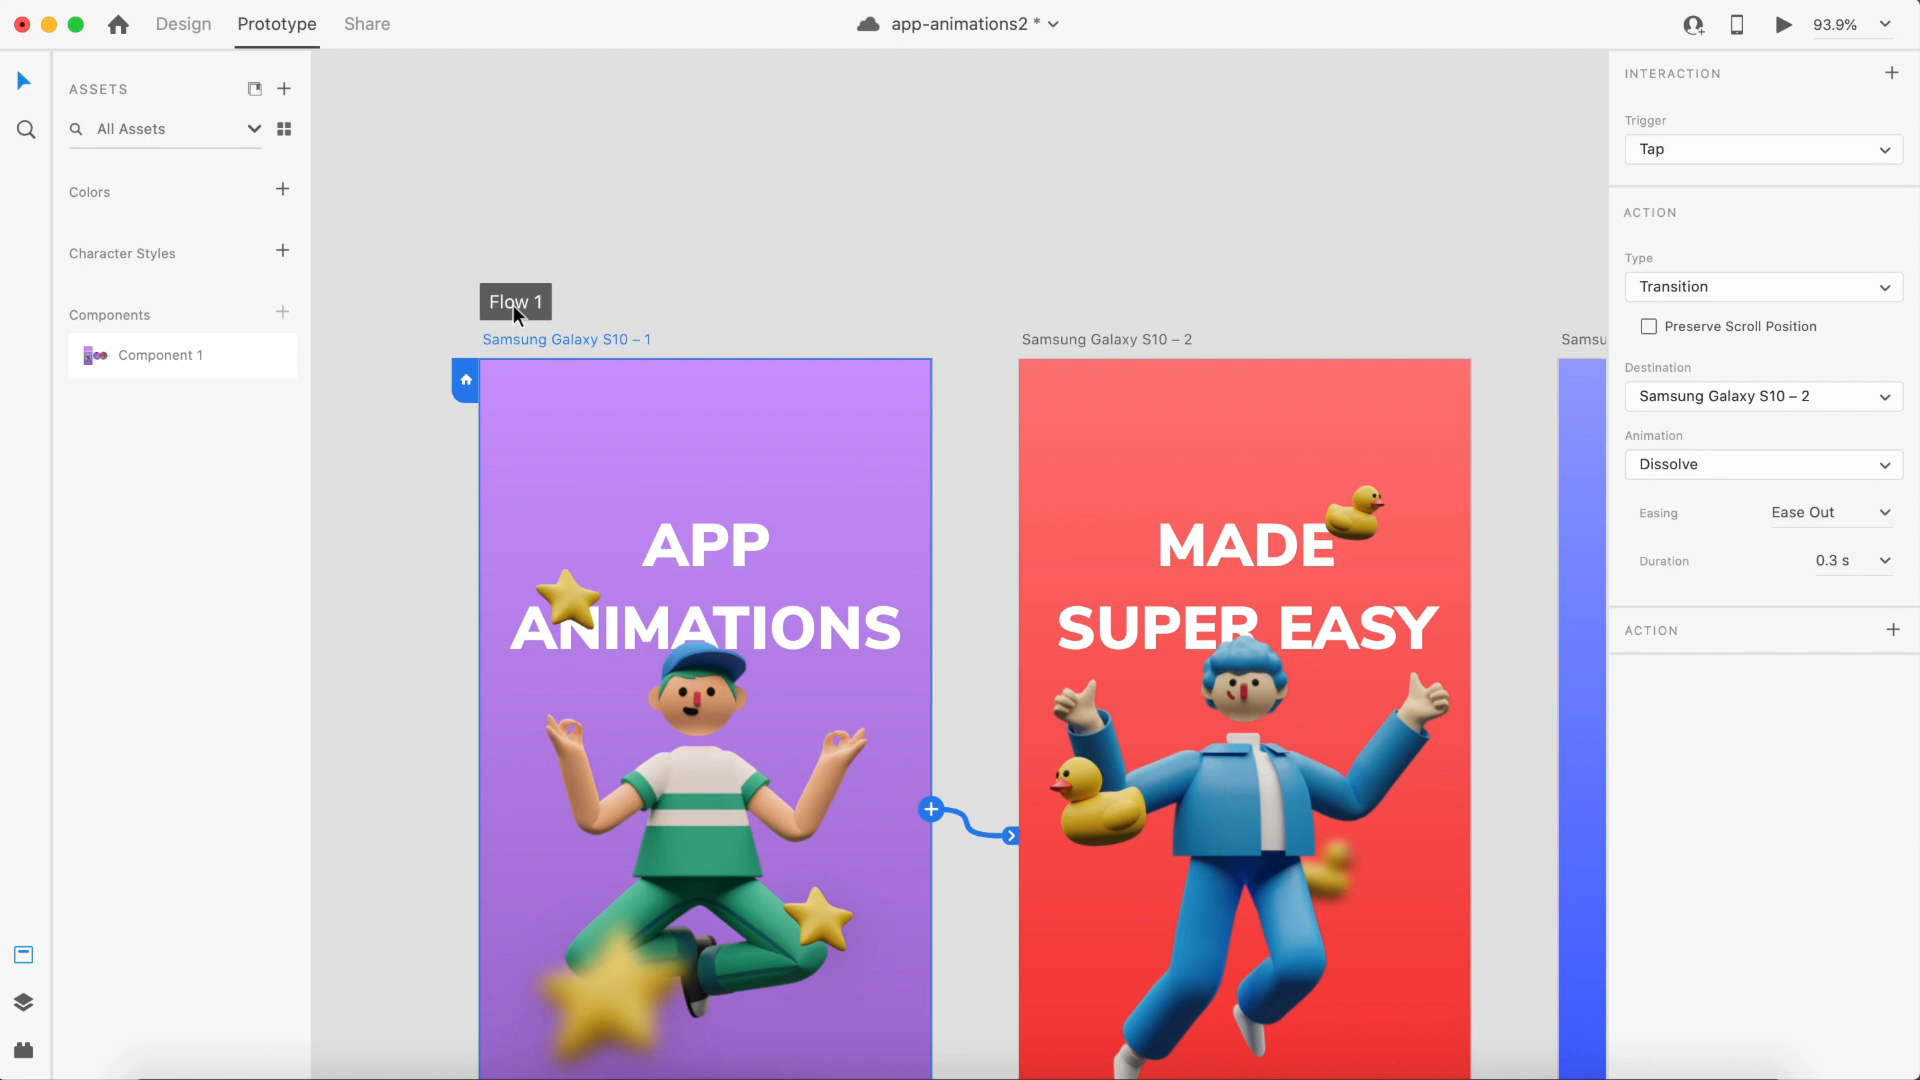 Design Prototype Share
app-animations2 *
93.9%
ASSETS
All Assets
Colors
Character Styles
Components
Component 1
Flow 1
Samsung Galaxy S10 – 1
APP
ANIMATIONS
Samsung Galaxy S10 – 2
MADE
SUPER EASY
Samsu
INTERACTION
Trigger
Tap
ACTION
Type
Transition
Preserve Scroll Position
Destination
Samsung Galaxy S10 – 2
Animation
Dissolve
Easing Ease Out
Duration 0.3 s
ACTION